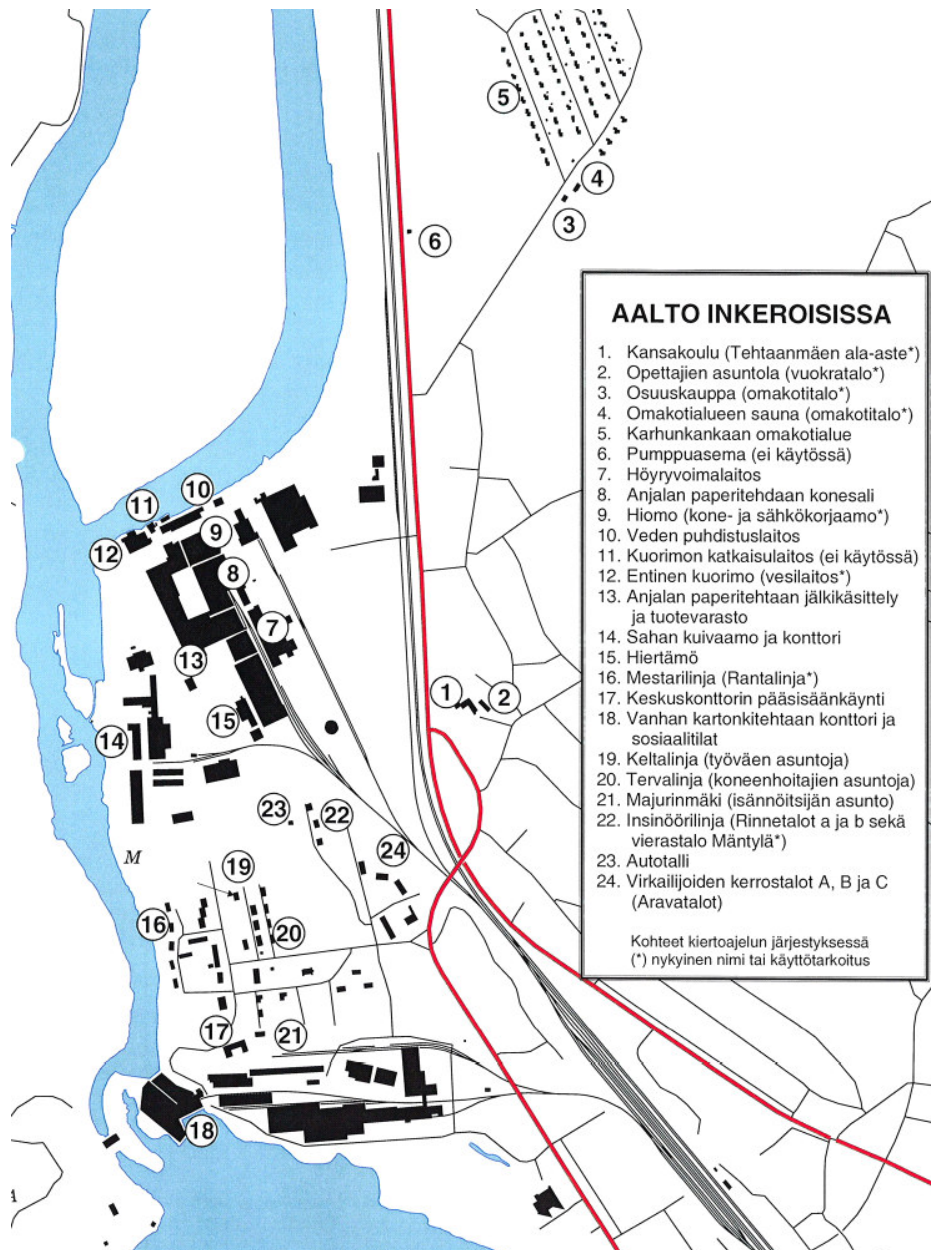 5
4
3
6
AALTO INKEROISISSA
1. Kansakoulu (Tehtaanmäen ala-aste*)
2. Opettajien asuntola (vuokratalo*)
3. Osuuskauppa (omakotitalo*)
4. Omakotialueen sauna (omakotitalo*)
5. Karhunkankaan omakotialue
6. Pumppuasema (ei käytössä)
7. Höyryvoimalaitos
8. Anjalan paperitehdaan konesali
9. Hiomo (kone- ja sähkökorjaamo*)
10. Veden puhdistuslaitos
11. Kuorimon katkaisulaitos (ei käytössä)
12. Entinen kuorimo (vesilaitos*)
13. Anjalan paperitehtaan jälkikäsittely
ja tuotevarasto
14. Sahan kuivaamo ja konttori
15. Hiertämö
16. Mestarilinja (Rantalinja*)
17. Keskuskonttorin pääsisäänkäynti
18. Vanhan kartonkitehtaan konttori ja
sosiaalitilat
19. Keltalinja (työväen asuntoja)
20. Tervalinja (koneenhoitajien asuntoja)
21. Majurinmäki (isännöitsijän asunto)
22. Insinöörilinja (Rinnetalot a ja b sekä
vierastalo Mäntylä*)
23. Autotalli
24. Virkailijoiden kerrostalot A, B ja C
(Aravatalot)
Kohteet kiertoajelun järjestyksessä
(*) nykyinen nimi tai käyttötarkoitus
10
11
9
12
8
7
13
1
2
15
14
23
22
24
M
19
16
20
17
21
18
A